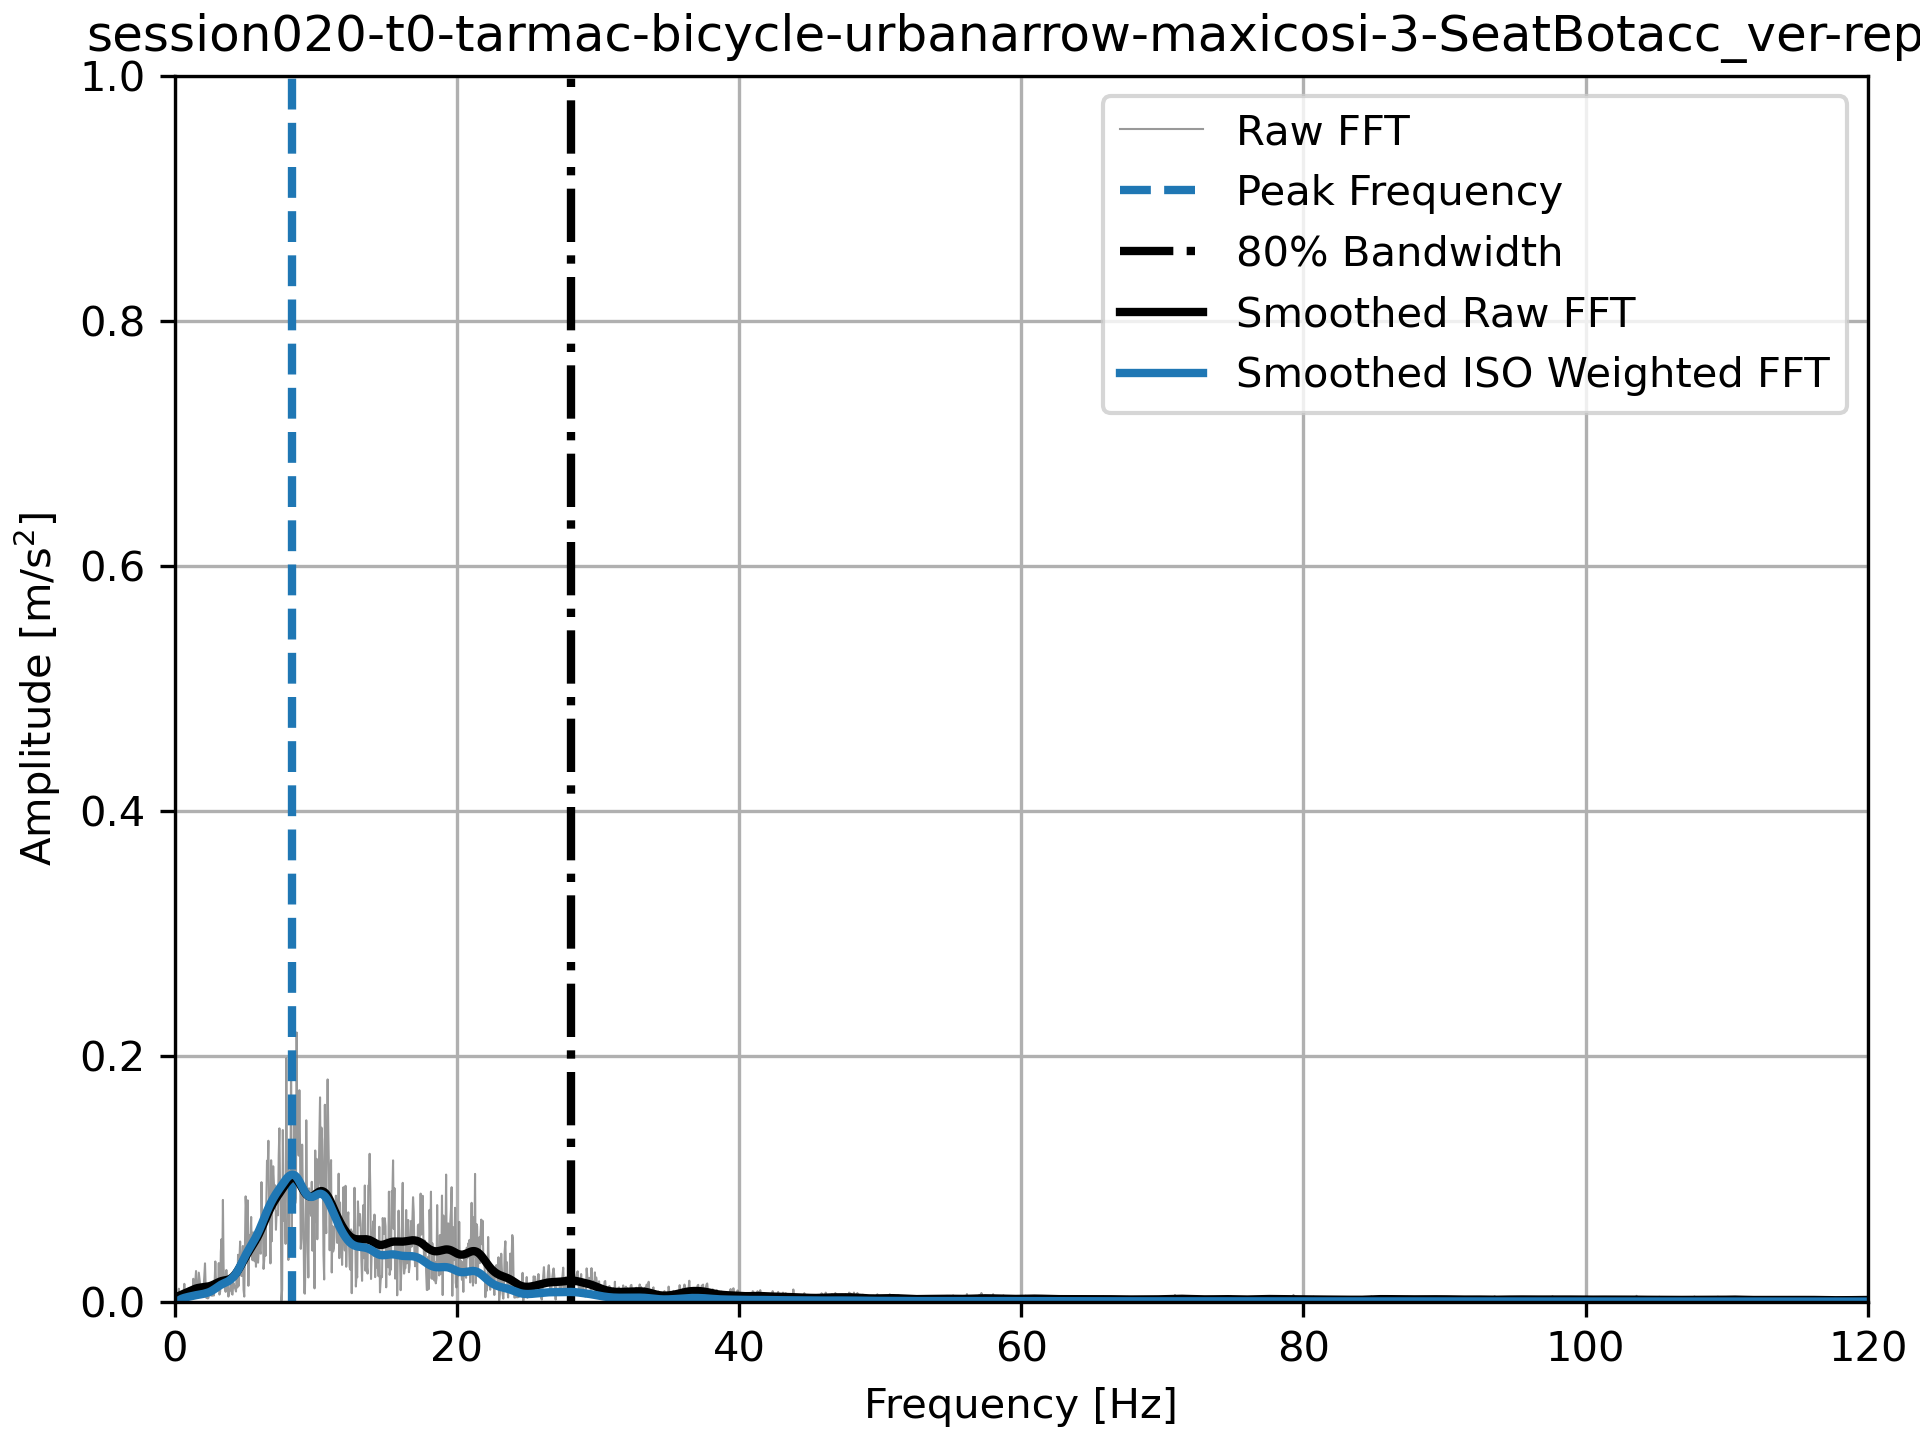 session020-t0-tarmac-bicycle-urbanarrow-maxicosi-3-SeatBotacc_ver-rep
1.0
0.8
0.6
0.4
0.2
0.0
Amplitude [m/s²]
Raw FFT
Peak Frequency
80% Bandwidth
Smoothed Raw FFT
Smoothed ISO Weighted FFT
0 20 40 60 80 100 120
Frequency [Hz]